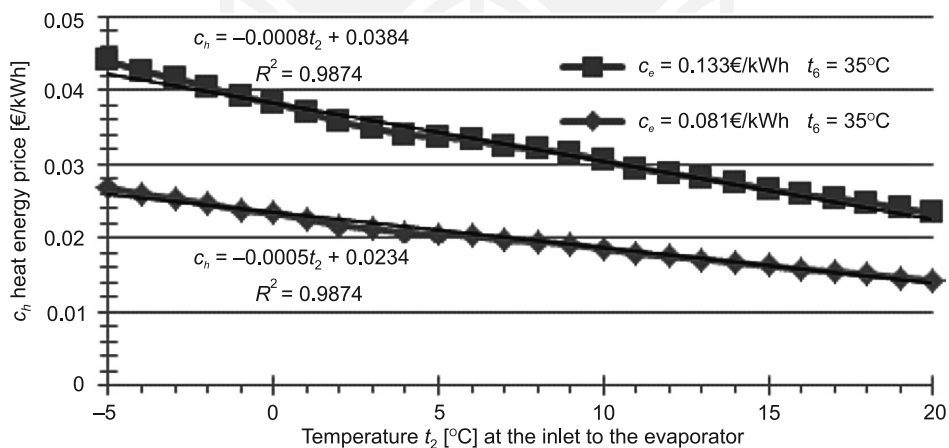 0.05
0.04
0.03
0.02
0.01
0
c_h heat energy price [€/kWh]
c_h = –0.0008t_2 + 0.0384
R² = 0.9874
c_e = 0.133€/kWh t_6 = 35°C
c_e = 0.081€/kWh t_6 = 35°C
c_h = –0.0005t_2 + 0.0234
R² = 0.9874
–5 0 5 10 15 20
Temperature t_2 [°C] at the inlet to the evaporator